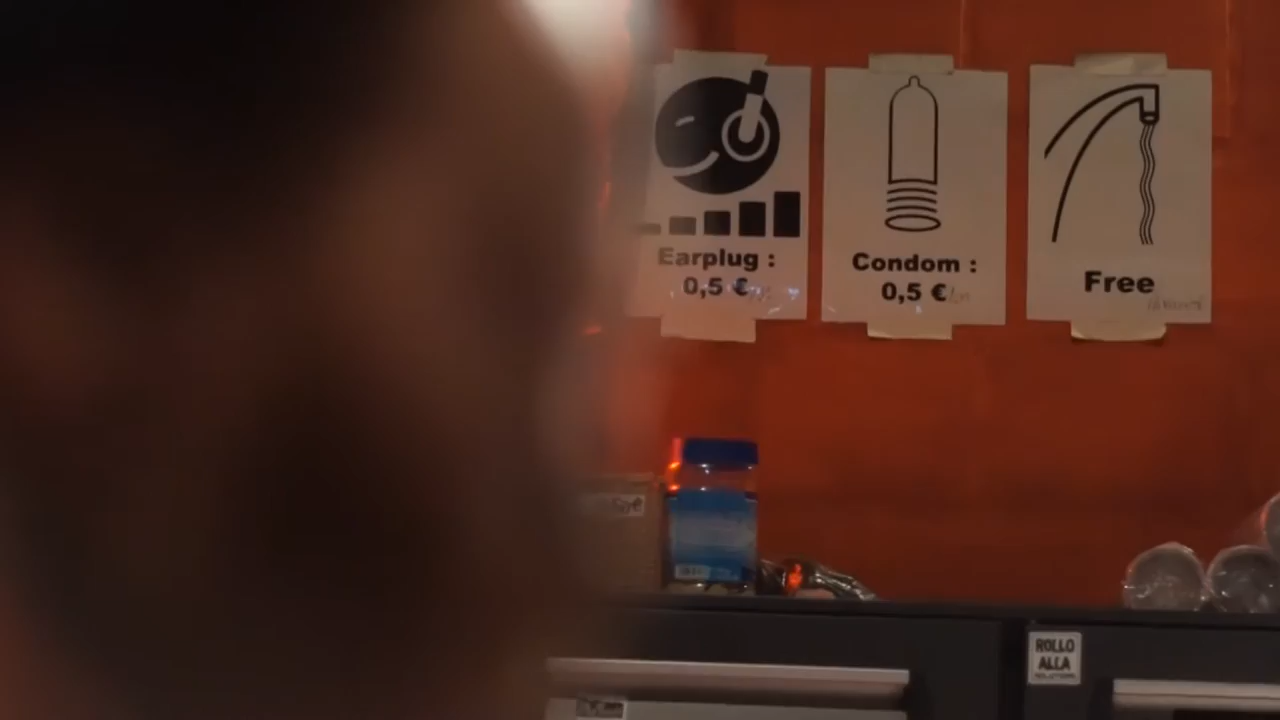 Earplug :
0,5 €
Condom :
0,5 €
Free
ROLLO
ALLA